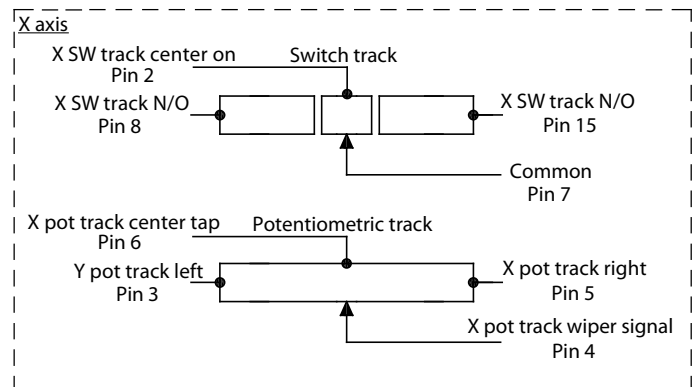 X axis
X SW track center on
Pin 2
Switch track
X SW track N/O
Pin 8
X SW track N/O
Pin 15
Common
Pin 7
X pot track center tap
Pin 6
Potentiometric track
Y pot track left
Pin 3
X pot track right
Pin 5
X pot track wiper signal
Pin 4